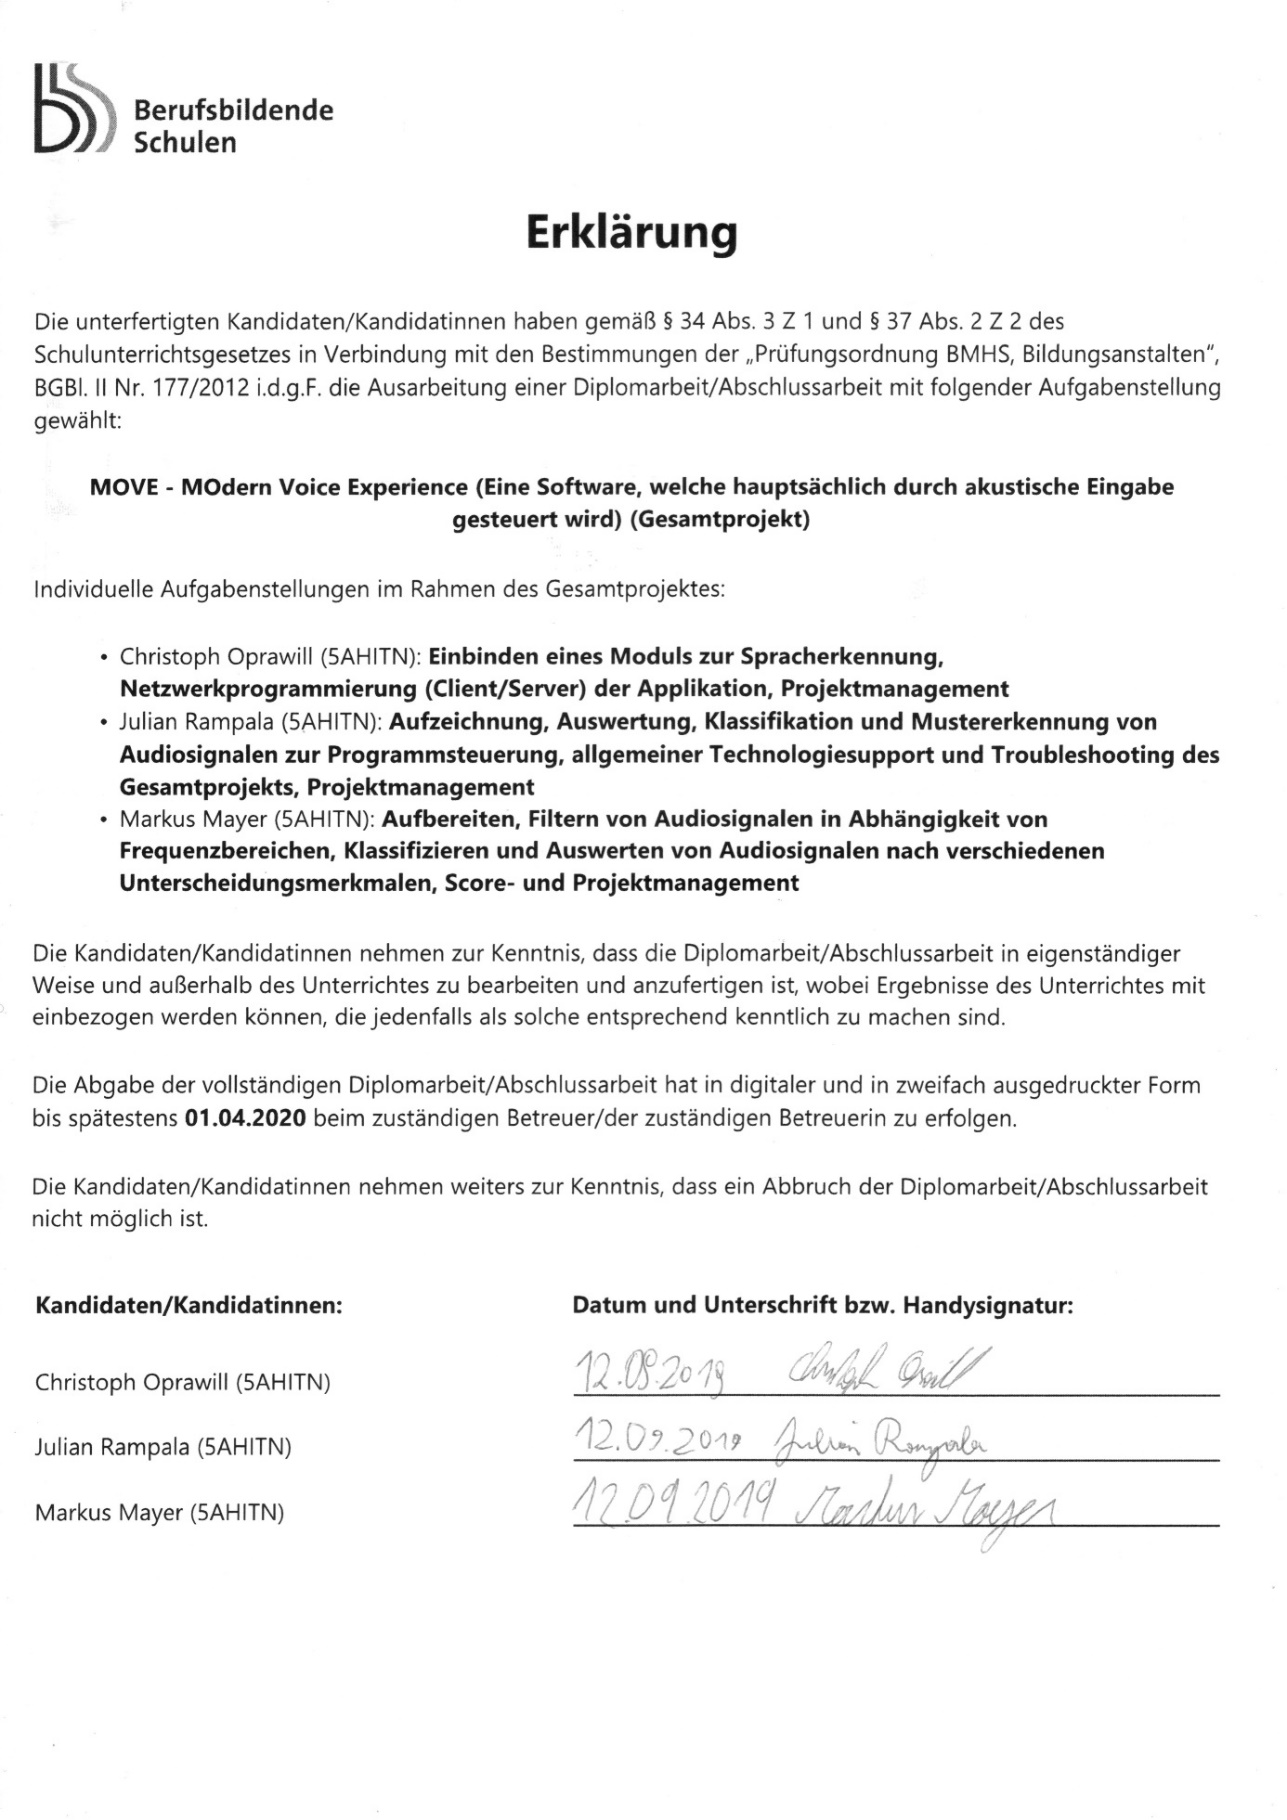 Berufsbildende
Schulen
Erklärung
Die unterfertigten Kandidaten/Kandidatinnen haben gemäß § 34 Abs. 3 Z 1 und § 37 Abs. 2 Z 2 des
Schulunterrichtsgesetzes in Verbindung mit den Bestimmungen der „Prüfungsordnung BMHS, Bildungsanstalten“,
BGBl. II Nr. 177/2012 i.d.g.F. die Ausarbeitung einer Diplomarbeit/Abschlussarbeit mit folgender Aufgabenstellung
gewählt:
MOVE - MOdern Voice Experience (Eine Software, welche hauptsächlich durch akustische Eingabe
gesteuert wird) (Gesamtprojekt)
Individuelle Aufgabenstellungen im Rahmen des Gesamtprojektes:
• Christoph Oprawill (5AHITN): Einbinden eines Moduls zur Spracherkennung,
Netzwerkprogrammierung (Client/Server) der Applikation, Projektmanagement
• Julian Rampala (5AHITN): Aufzeichnung, Auswertung, Klassifikation und Mustererkennung von
Audiosignalen zur Programmsteuerung, allgemeiner Technologiesupport und Troubleshooting des
Gesamtprojekts, Projektmanagement
• Markus Mayer (5AHITN): Aufbereiten, Filtern von Audiosignalen in Abhängigkeit von
Frequenzbereichen, Klassifizieren und Auswerten von Audiosignalen nach verschiedenen
Unterscheidungsmerkmalen, Score- und Projektmanagement
Die Kandidaten/Kandidatinnen nehmen zur Kenntnis, dass die Diplomarbeit/Abschlussarbeit in eigenständiger
Weise und außerhalb des Unterrichtes zu bearbeiten und anzufertigen ist, wobei Ergebnisse des Unterrichtes mit
einbezogen werden können, die jedenfalls als solche entsprechend kenntlich zu machen sind.
Die Abgabe der vollständigen Diplomarbeit/Abschlussarbeit hat in digitaler und in zweifach ausgedruckter Form
bis spätestens 01.04.2020 beim zuständigen Betreuer/der zuständigen Betreuerin zu erfolgen.
Die Kandidaten/Kandidatinnen nehmen weiters zur Kenntnis, dass ein Abbruch der Diplomarbeit/Abschlussarbeit
nicht möglich ist.
Kandidaten/Kandidatinnen: Datum und Unterschrift bzw. Handysignatur:
Christoph Oprawill (5AHITN) 12.09.2019 Christoph Oprawill
Julian Rampala (5AHITN) 12.09.2019 Julian Rampala
Markus Mayer (5AHITN) 12.09.2019 Markus Mayer